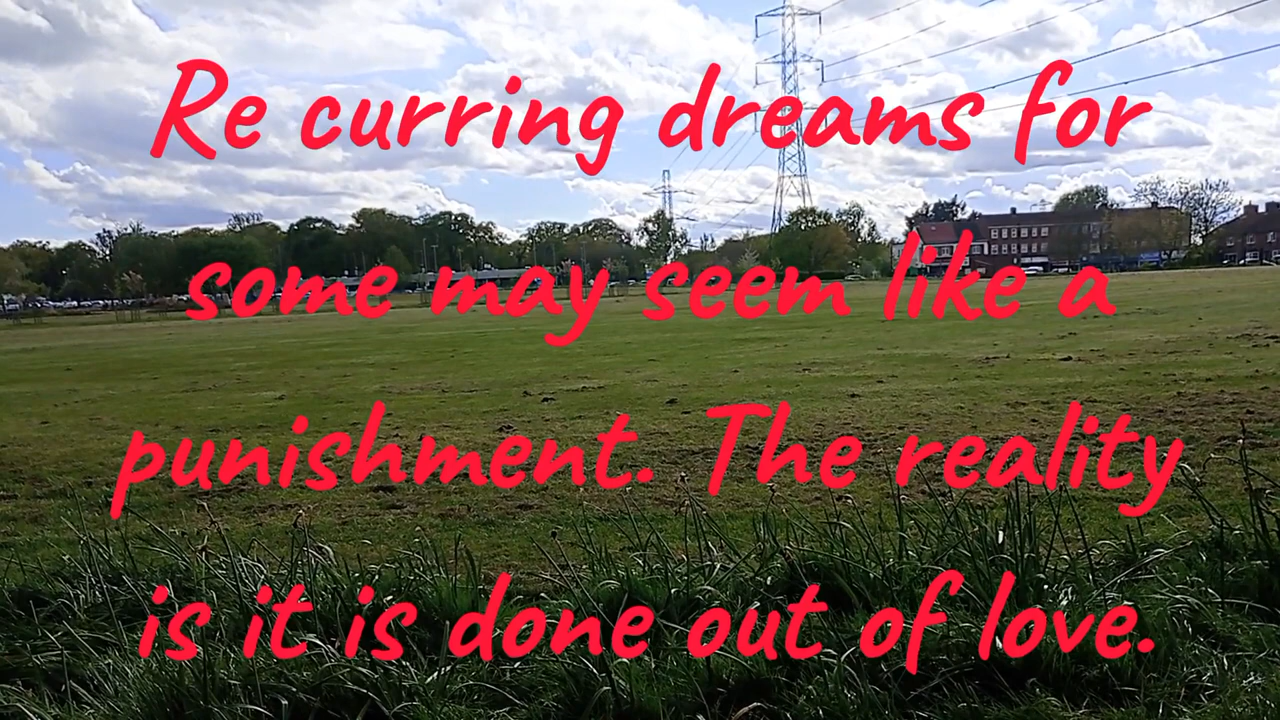 Re curring dreams for
some may seem like a
punishment. The reality
is it is done out of love.